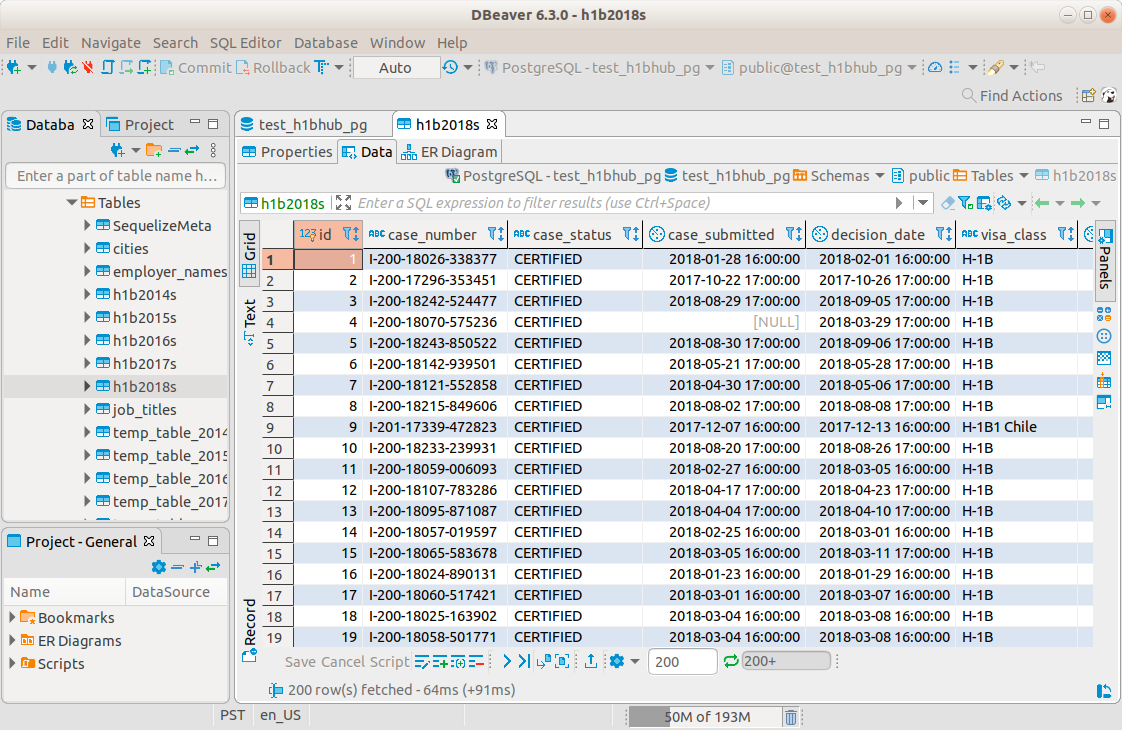 DBeaver 6.3.0 - h1b2018s
File Edit Navigate Search SQL Editor Database Window Help
Commit Rollback Auto PostgreSQL - test_h1bhub_pg public@test_h1bhub_pg
Find Actions
Databa Project
Enter a part of table name h...
Tables
SequelizeMeta
cities
employer_names
h1b2014s
h1b2015s
h1b2016s
h1b2017s
h1b2018s
job_titles
temp_table_2014
temp_table_2015
temp_table_2016
temp_table_2017
Project - General
Name DataSource
Bookmarks
ER Diagrams
Scripts
test_h1bhub_pg h1b2018s
Properties Data ER Diagram
PostgreSQL - test_h1bhub_pg test_h1bhub_pg Schemas public Tables h1b2018s
h1b2018s Enter a SQL expression to filter results (use Ctrl+Space)
Grid
Text
Record
Panels
123 id ABC case_number ABC case_status case_submitted decision_date ABC visa_class
1 1 I-200-18026-338377 CERTIFIED 2018-01-28 16:00:00 2018-02-01 16:00:00 H-1B
2 2 I-200-17296-353451 CERTIFIED 2017-10-22 17:00:00 2017-10-26 17:00:00 H-1B
3 3 I-200-18242-524477 CERTIFIED 2018-08-29 17:00:00 2018-09-05 17:00:00 H-1B
4 4 I-200-18070-575236 CERTIFIED [NULL] 2018-03-29 17:00:00 H-1B
5 5 I-200-18243-850522 CERTIFIED 2018-08-30 17:00:00 2018-09-06 17:00:00 H-1B
6 6 I-200-18142-939501 CERTIFIED 2018-05-21 17:00:00 2018-05-28 17:00:00 H-1B
7 7 I-200-18121-552858 CERTIFIED 2018-04-30 17:00:00 2018-05-06 17:00:00 H-1B
8 8 I-200-18215-849606 CERTIFIED 2018-08-02 17:00:00 2018-08-08 17:00:00 H-1B
9 9 I-201-17339-472823 CERTIFIED 2017-12-07 16:00:00 2017-12-13 16:00:00 H-1B1 Chile
10 10 I-200-18233-239931 CERTIFIED 2018-08-20 17:00:00 2018-08-26 17:00:00 H-1B
11 11 I-200-18059-006093 CERTIFIED 2018-02-27 16:00:00 2018-03-05 16:00:00 H-1B
12 12 I-200-18107-783286 CERTIFIED 2018-04-17 17:00:00 2018-04-23 17:00:00 H-1B
13 13 I-200-18095-871087 CERTIFIED 2018-04-04 17:00:00 2018-04-10 17:00:00 H-1B
14 14 I-200-18057-019597 CERTIFIED 2018-02-25 16:00:00 2018-03-01 16:00:00 H-1B
15 15 I-200-18065-583678 CERTIFIED 2018-03-05 16:00:00 2018-03-11 17:00:00 H-1B
16 16 I-200-18024-890131 CERTIFIED 2018-01-23 16:00:00 2018-01-29 16:00:00 H-1B
17 17 I-200-18060-517421 CERTIFIED 2018-03-01 16:00:00 2018-03-07 16:00:00 H-1B
18 18 I-200-18025-163902 CERTIFIED 2018-03-04 16:00:00 2018-03-08 16:00:00 H-1B
19 19 I-200-18058-501771 CERTIFIED 2018-03-04 16:00:00 2018-03-08 16:00:00 H-1B
Save Cancel Script 200 200+
200 row(s) fetched - 64ms (+91ms)
PST en_US 50M of 193M